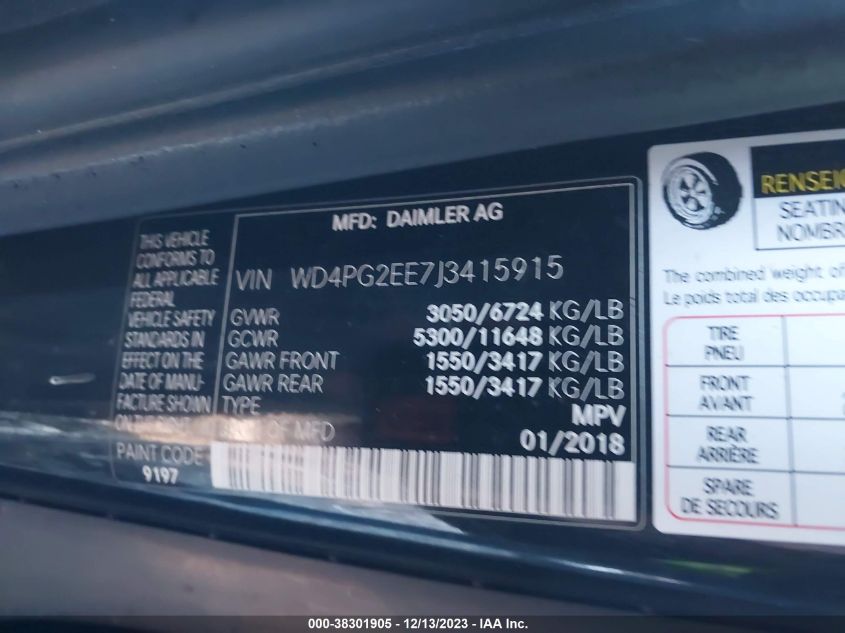 MFD: DAIMLER AG
THIS VEHICLE
CONFORMS TO
ALL APPLICABLE
FEDERAL
VEHICLE SAFETY
STANDARDS IN
EFFECT ON THE
DATE OF MANU-
FACTURE SHOWN
PAINT CODE
9197
VIN WD4PG2EE7J3415915
GVWR 3050/6724 KG/LB
GCWR 5300/11648 KG/LB
GAWR FRONT 1550/3417 KG/LB
GAWR REAR 1550/3417 KG/LB
TYPE MPV
OF MFD 01/2018
RENSEI
SEATIN
NOMBR
The combined weight of
Le poids total des occupa
TIRE
PNEU
FRONT
AVANT
REAR
ARRIÈRE
SPARE
DE SECOURS
000-38301905 - 12/13/2023 - IAA Inc.